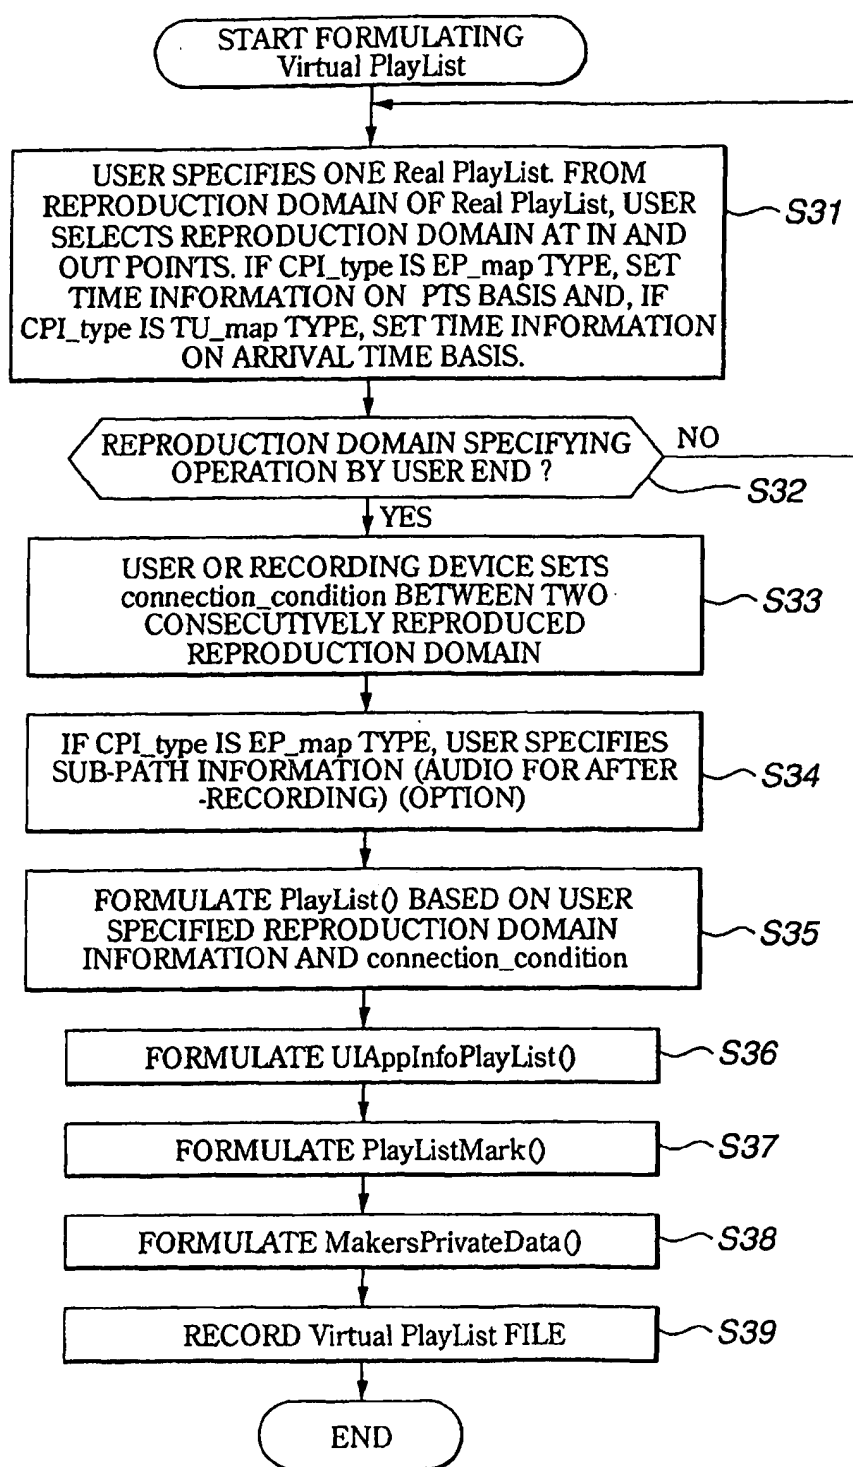 START FORMULATING
Virtual PlayList
USER SPECIFIES ONE Real PlayList. FROM
REPRODUCTION DOMAIN OF Real PlayList, USER
SELECTS REPRODUCTION DOMAIN AT IN AND
OUT POINTS. IF CPI_type IS EP_map TYPE, SET
TIME INFORMATION ON PTS BASIS AND, IF
CPI_type IS TU_map TYPE, SET TIME INFORMATION
ON ARRIVAL TIME BASIS.
S31
REPRODUCTION DOMAIN SPECIFYING
OPERATION BY USER END ?
NO
S32
YES
USER OR RECORDING DEVICE SETS
connection_condition BETWEEN TWO
CONSECUTIVELY REPRODUCED
REPRODUCTION DOMAIN
S33
IF CPI_type IS EP_map TYPE, USER SPECIFIES
SUB-PATH INFORMATION (AUDIO FOR AFTER
-RECORDING) (OPTION)
S34
FORMULATE PlayList() BASED ON USER
SPECIFIED REPRODUCTION DOMAIN
INFORMATION AND connection_condition
S35
FORMULATE UIAppInfoPlayList()
S36
FORMULATE PlayListMark()
S37
FORMULATE MakersPrivateData()
S38
RECORD Virtual PlayList FILE
S39
END